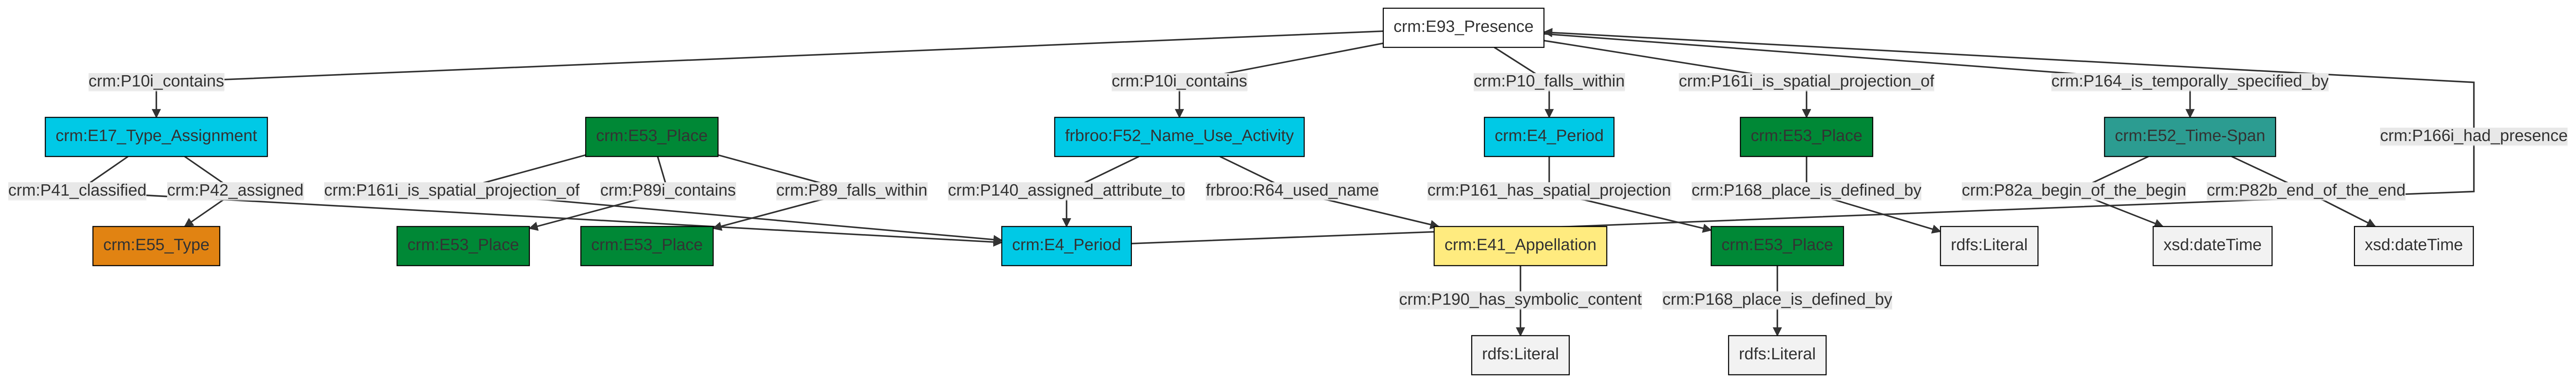 crm:E93_Presence
crm:P10i_contains
crm:P10i_contains
crm:P10_falls_within
crm:P161i_is_spatial_projection_of
crm:P164_is_temporally_specified_by
crm:E17_Type_Assignment
crm:E53_Place
frbroo:F52_Name_Use_Activity
crm:E4_Period
crm:E53_Place
crm:E52_Time-Span
crm:P166i_had_presence
crm:P41_classified
crm:P42_assigned
crm:P161i_is_spatial_projection_of
crm:P89i_contains
crm:P89_falls_within
crm:P140_assigned_attribute_to
frbroo:R64_used_name
crm:P161_has_spatial_projection
crm:P168_place_is_defined_by
crm:P82a_begin_of_the_begin
crm:P82b_end_of_the_end
crm:E55_Type
crm:E53_Place
crm:E53_Place
crm:E4_Period
crm:E41_Appellation
crm:E53_Place
rdfs:Literal
xsd:dateTime
xsd:dateTime
crm:P190_has_symbolic_content
crm:P168_place_is_defined_by
rdfs:Literal
rdfs:Literal